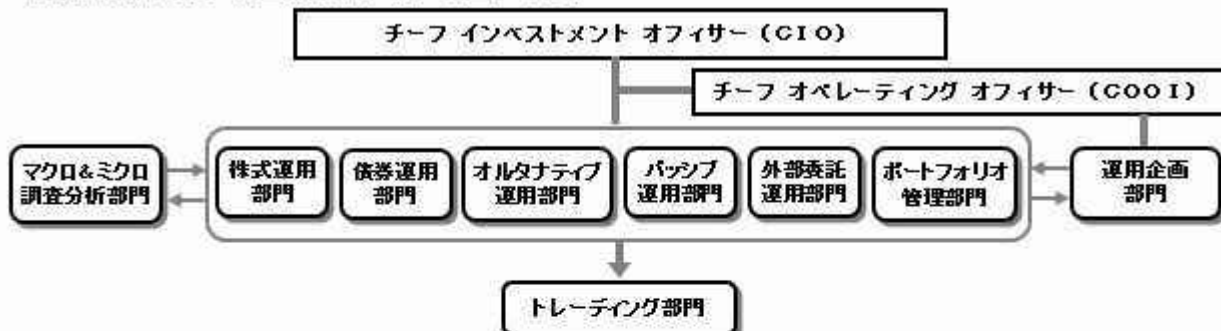 チーフ インベストメント オフィサー（CIO）
チーフ オペレーティング オフィサー（COOI）
マクロ&ミクロ
調査分析部門
株式運用
部門
債券運用
部門
オルタナティブ
運用部門
パッシブ
運用部門
外部委託
運用部門
ポートフォリオ
管理部門
運用企画
部門
トレーディング部門